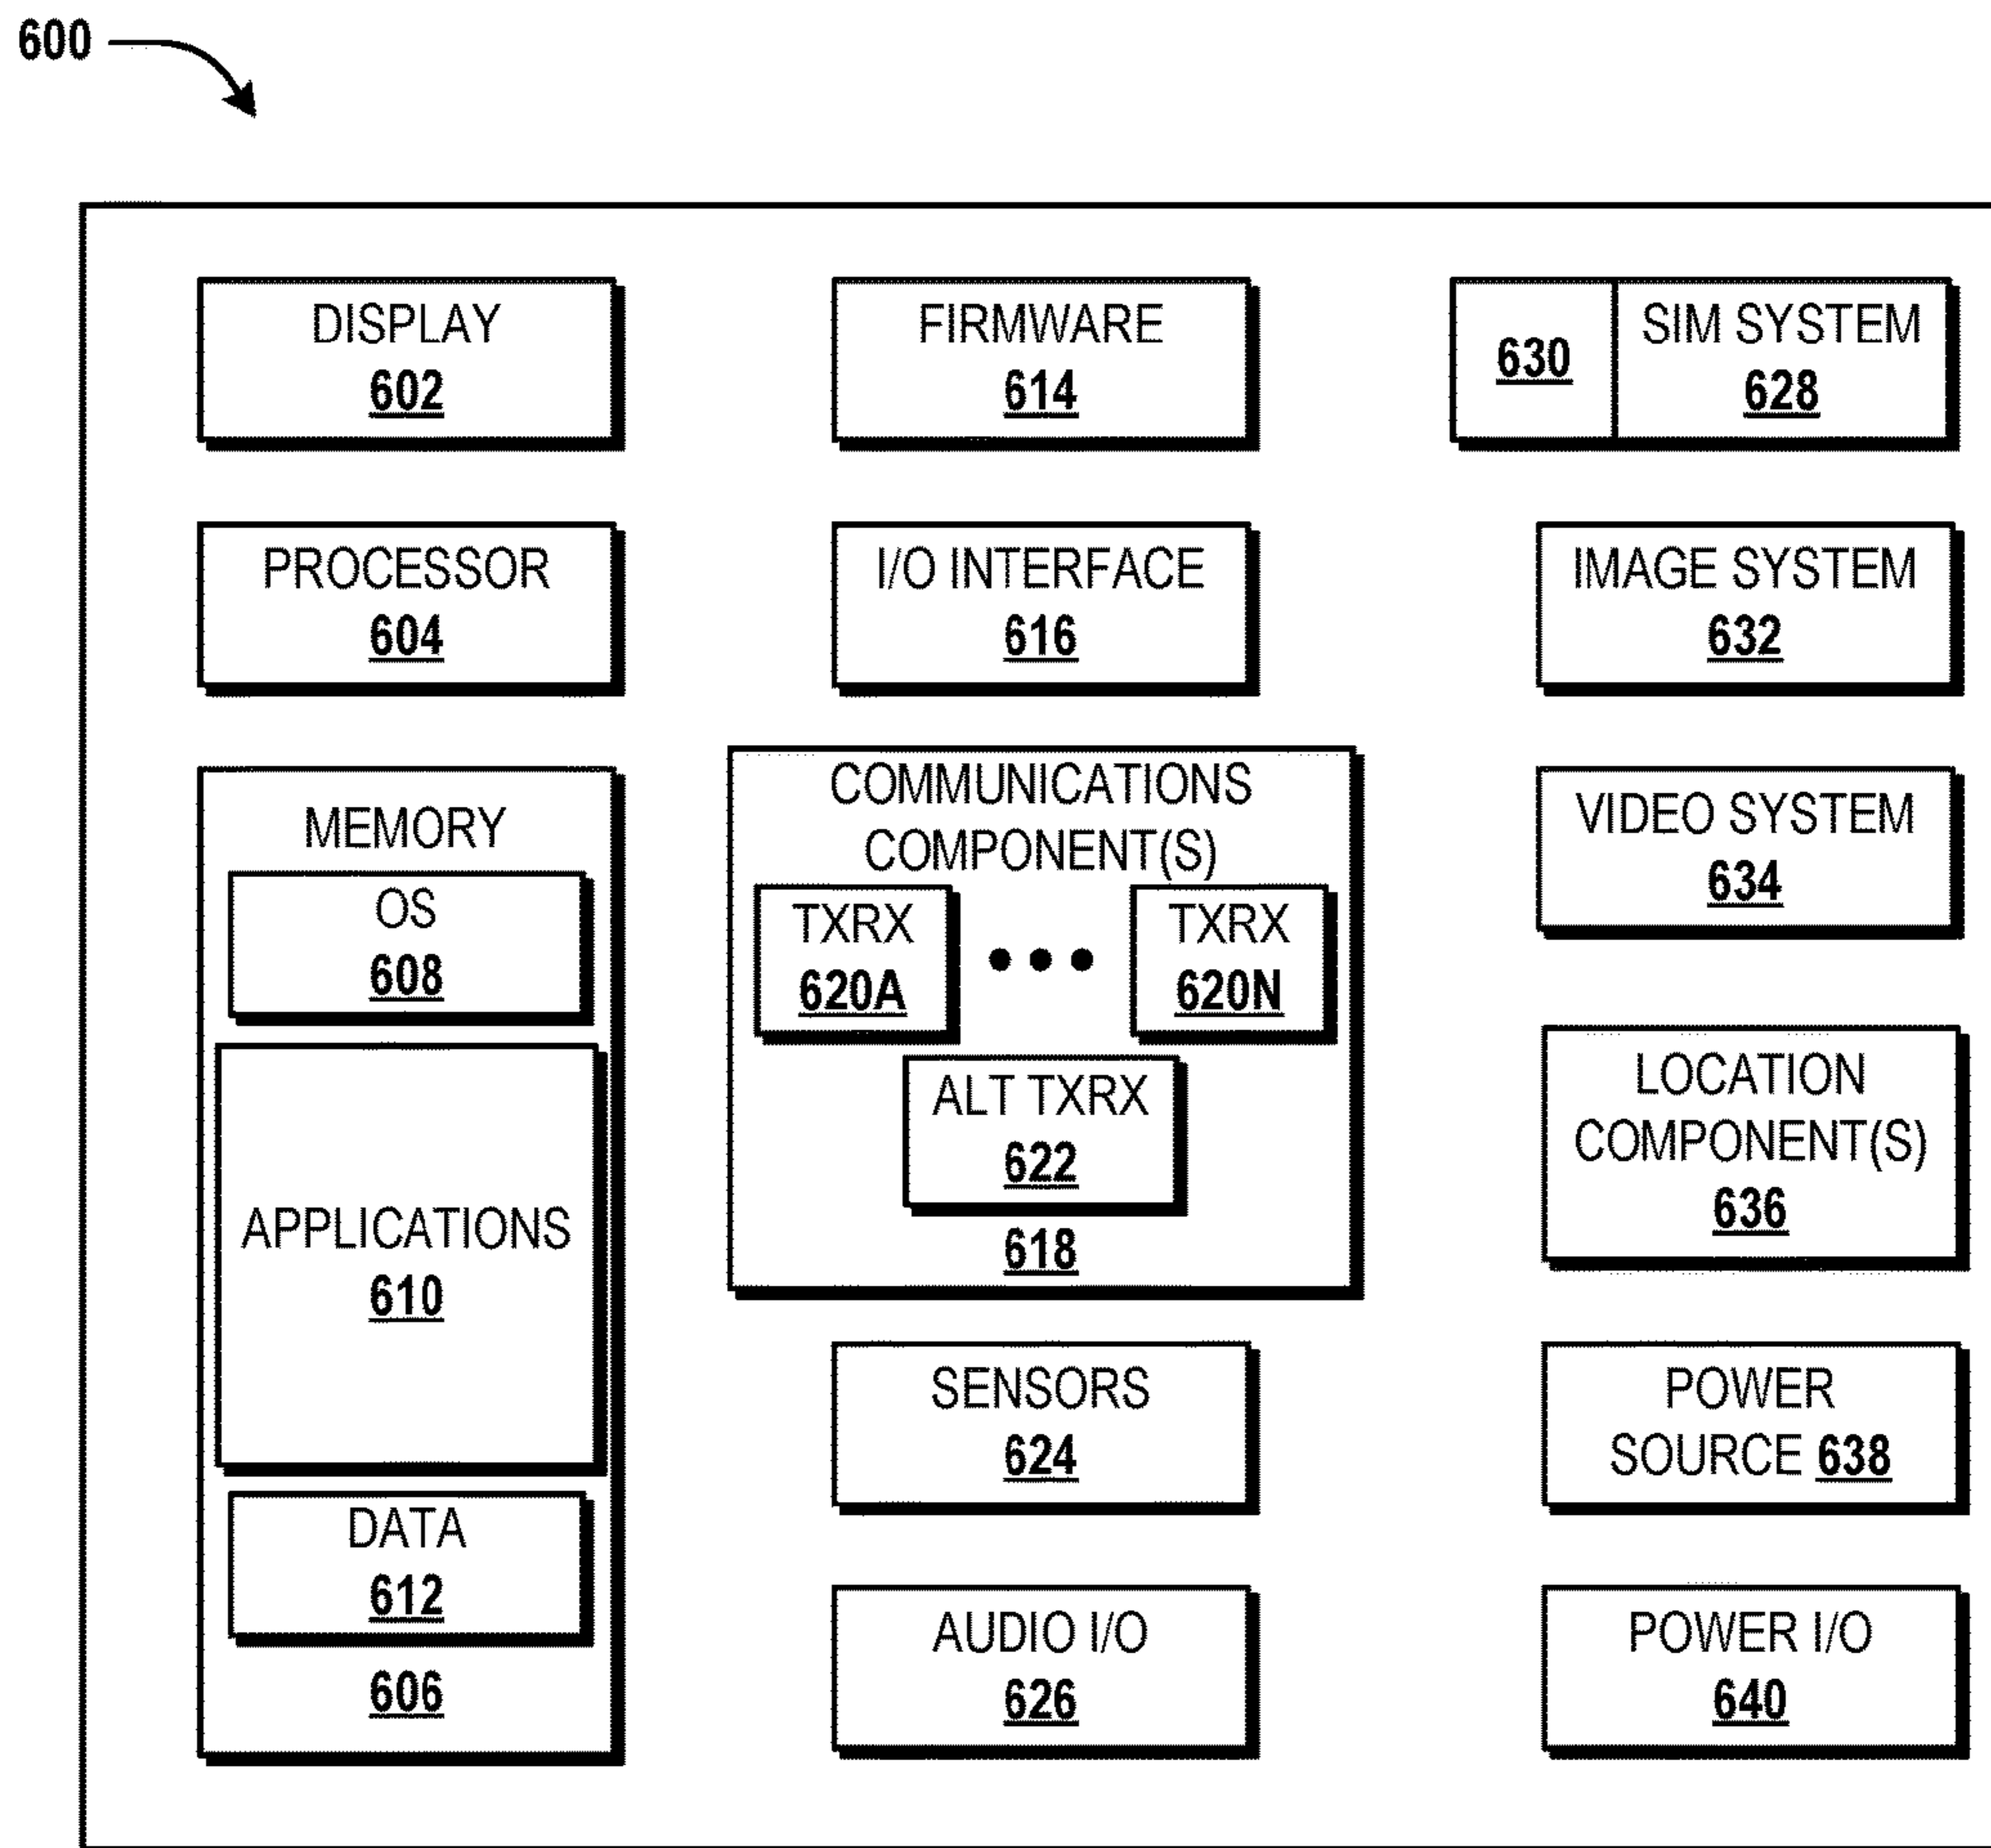 600
DISPLAY
602
PROCESSOR
604
MEMORY
OS
608
APPLICATIONS
610
DATA
612
606
FIRMWARE
614
I/O INTERFACE
616
COMMUNICATIONS
COMPONENT(S)
TXRX
620A
TXRX
620N
ALT TXRX
622
618
SENSORS
624
AUDIO I/O
626
630
SIM SYSTEM
628
IMAGE SYSTEM
632
VIDEO SYSTEM
634
LOCATION
COMPONENT(S)
636
POWER
SOURCE 638
POWER I/O
640